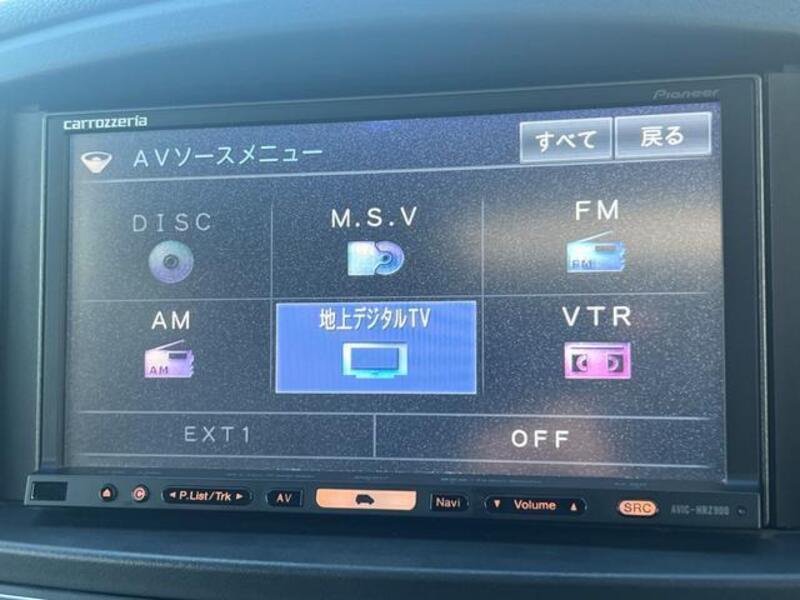 carrozzeria
Pioneer
AVソースメニュー
すべて
戻る
DISC
M.S.V
FM
FM
AM
地上デジタルTV
VTR
AM
EXT1
OFF
C
P.List/Trk
AV
Navi
Volume
SRC
AVIC-HRZ900